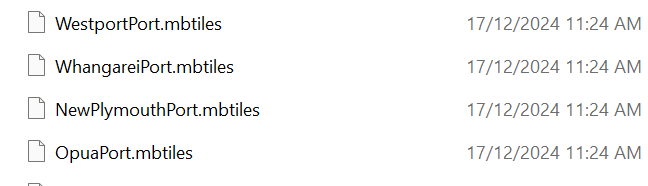 WestportPort.mbtiles 17/12/2024 11:24 AM
WhangareiPort.mbtiles 17/12/2024 11:24 AM
NewPlymouthPort.mbtiles 17/12/2024 11:24 AM
OpuaPort.mbtiles 17/12/2024 11:24 AM